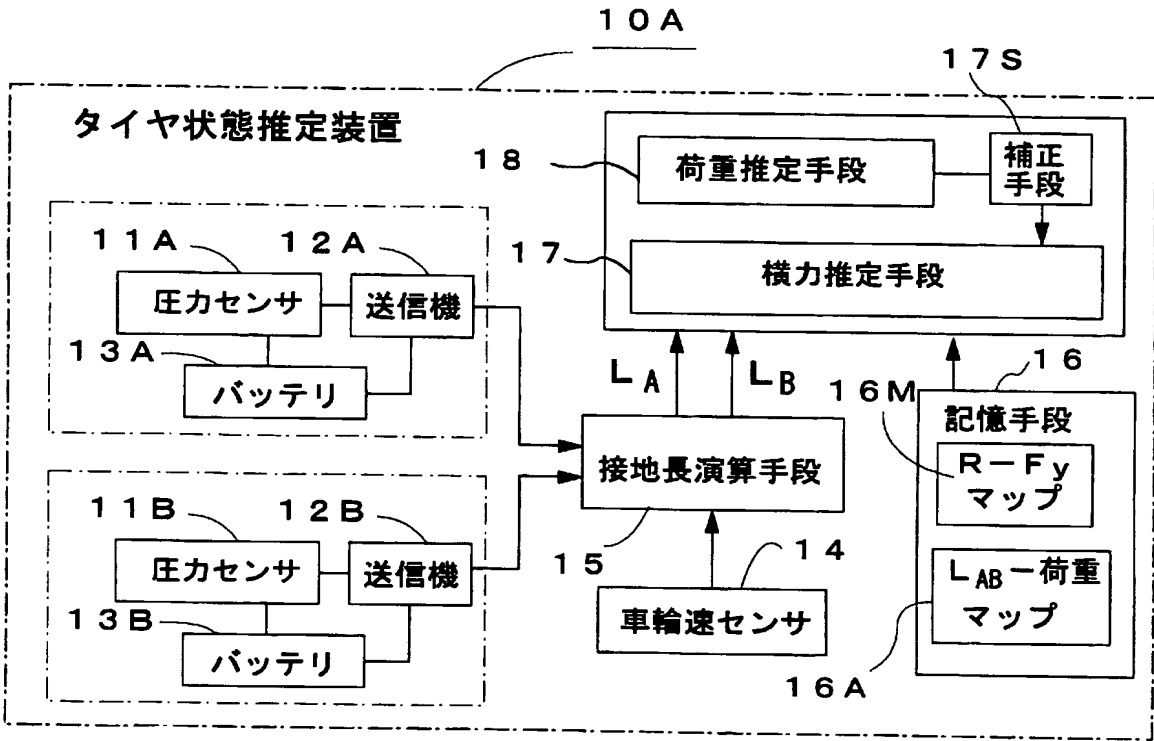 10A
タイヤ状態推定装置
17S
18
荷重推定手段
補正
手段
17
横力推定手段
11A
12A
圧力センサ
送信機
13A
バッテリ
LA
LB
接地長演算手段
15
14
車輪速センサ
16
16M
記憶手段
R-Fy
マップ
LAB-荷重
マップ
16A
11B
12B
圧力センサ
送信機
13B
バッテリ